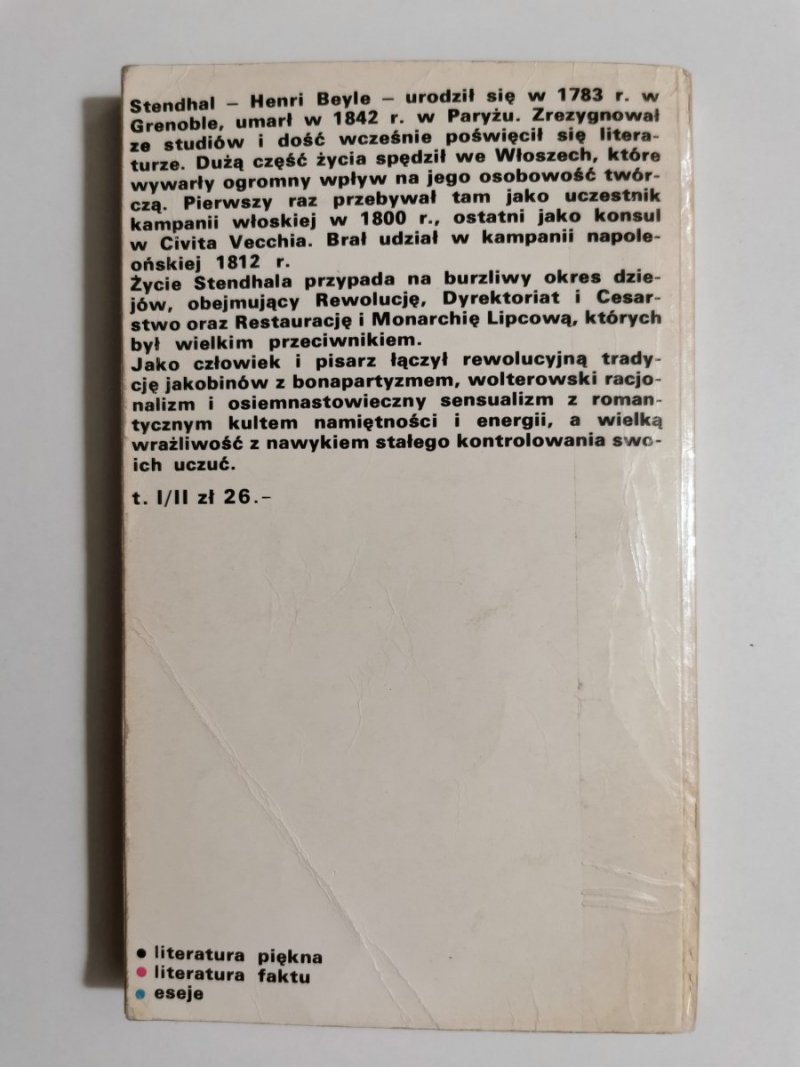 Stendhal – Henri Beyle – urodził się w 1783 r. w
Grenoble, umarł w 1842 r. w Paryżu. Zrezygnował
ze studiów i dość wcześnie poświęcił się litera-
turze. Dużą część życia spędził we Włoszech, które
wywarły ogromny wpływ na jego osobowość twór-
czą. Pierwszy raz przebywał tam jako uczestnik
kampanii włoskiej w 1800 r., ostatni jako konsul
w Civita Vecchia. Brał udział w kampanii napole-
ońskiej 1812 r.
Życie Stendhala przypada na burzliwy okres dzie-
jów, obejmujący Rewolucję, Dyrektoriat i Cesar-
stwo oraz Restaurację i Monarchię Lipcową, których
był wielkim przeciwnikiem.
Jako człowiek i pisarz łączył rewolucyjną trady-
cję jakobinów z bonapartyzmem, wolterowski racjo-
nalizm i osiemnastowieczny sensualizm z roman-
tycznym kultem namiętności i energii, a wielką
wrażliwość z nawykiem stałego kontrolowania swo-
ich uczuć.
t. I/II zł 26.–
• literatura piękna
• literatura faktu
• eseje